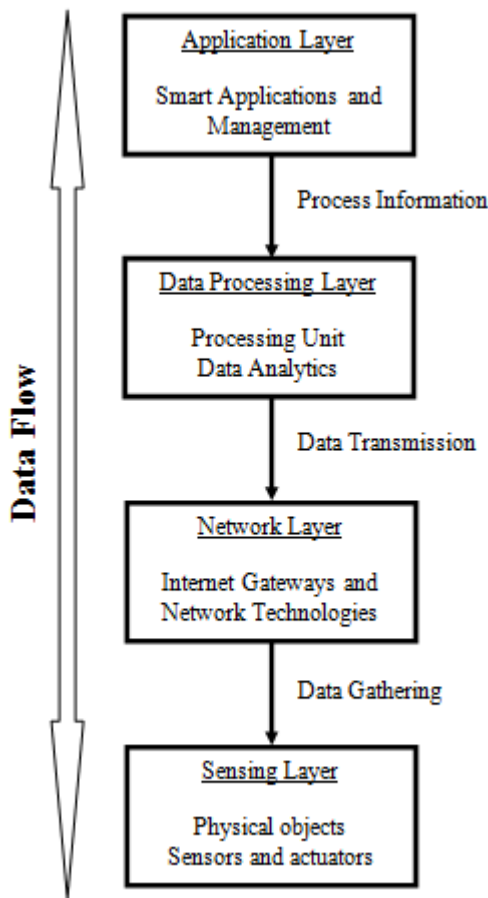 Application Layer
Smart Applications and
Management
Process Information
Data Processing Layer
Processing Unit
Data Analytics
Data Transmission
Network Layer
Internet Gateways and
Network Technologies
Data Gathering
Sensing Layer
Physical objects
Sensors and actuators
Data Flow